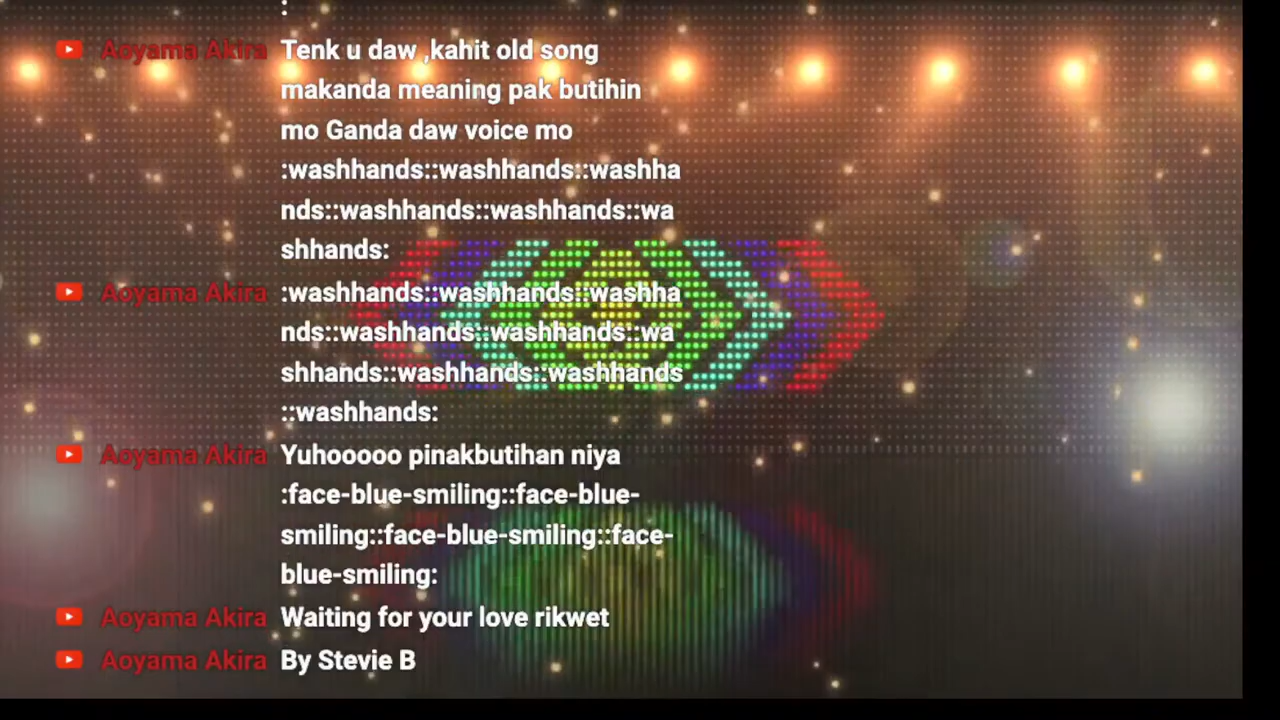 :
Aoyama Akira Tenk u daw ,kahit old song
makanda meaning pak butihin
mo Ganda daw voice mo
:washhands::washhands::washha
nds::washhands::washhands::wa
shhands:
Aoyama Akira :washhands::washhands::washha
nds::washhands::washhands::wa
shhands::washhands::washhands
::washhands:
Aoyama Akira Yuhooooo pinakbutihan niya
:face-blue-smiling::face-blue-
smiling::face-blue-smiling::face-
blue-smiling:
Aoyama Akira Waiting for your love rikwet
Aoyama Akira By Stevie B